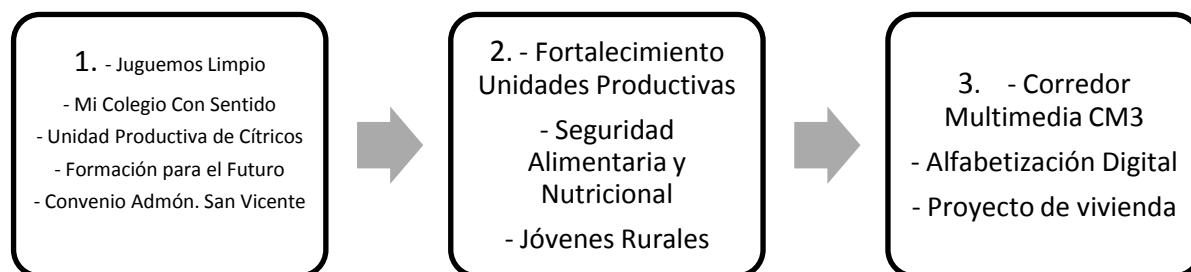 1. - Juguemos Limpio
- Mi Colegio Con Sentido
- Unidad Productiva de Cítricos
- Formación para el Futuro
- Convenio Admón. San Vicente
2. - Fortalecimiento
Unidades Productivas
- Seguridad
Alimentaria y
Nutricional
- Jóvenes Rurales
3. - Corredor
Multimedia CM3
- Alfabetización Digital
- Proyecto de vivienda